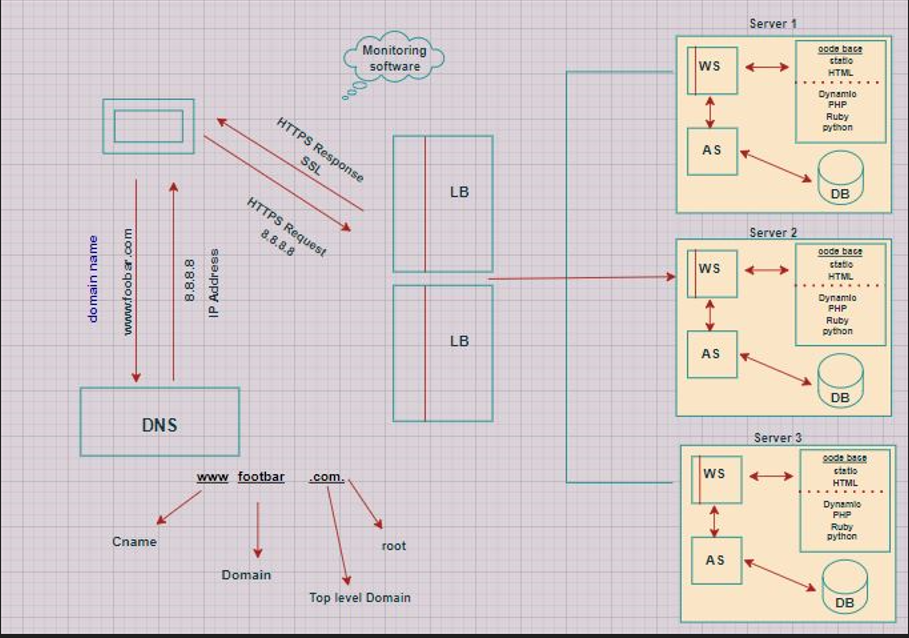 Server 1
Monitoring
software
WS
code base
static
HTML
Dynamic
PHP
Ruby
python
AS
DB
HTTPS Response
SSL
HTTPS Request
8.8.8.8
LB
LB
domain name
www.foobar.com
8.8.8.8
IP Address
DNS
www footbar .com.
Cname
Domain
Top level Domain
root
Server 2
WS
code base
static
HTML
Dynamic
PHP
Ruby
python
AS
DB
Server 3
WS
code base
static
HTML
Dynamic
PHP
Ruby
python
AS
DB